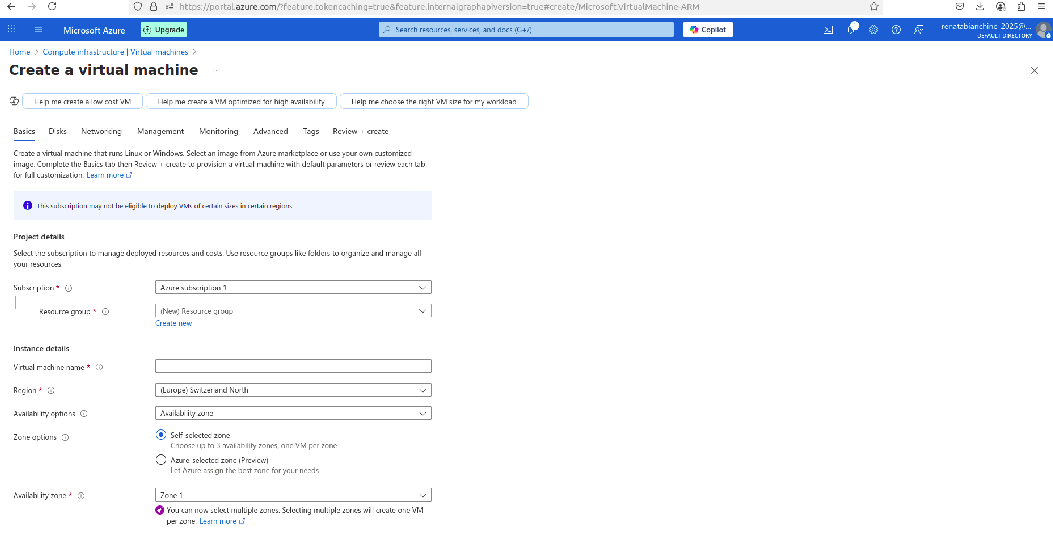 https://portal.azure.com/?feature.tokencaching=true&feature.internalgraphapiversion=true#create/Microsoft.VirtualMachine-ARM
Microsoft Azure
Upgrade
Search resources, services, and docs (G+/)
Copilot
renatabianchine_2025@...
DEFAULT DIRECTORY
Home > Compute infrastructure | Virtual machines >
Create a virtual machine ...
Help me create a low cost VM
Help me create a VM optimized for high availability
Help me choose the right VM size for my workload
Basics Disks Networking Management Monitoring Advanced Tags Review + create
Create a virtual machine that runs Linux or Windows. Select an image from Azure marketplace or use your own customized
image. Complete the Basics tab then Review + create to provision a virtual machine with default parameters or review each tab
for full customization. Learn more
This subscription may not be eligible to deploy VMs of certain sizes in certain regions.
Project details
Select the subscription to manage deployed resources and costs. Use resource groups like folders to organize and manage all
your resources.
Subscription *
Azure subscription 1
Resource group *
(New) Resource group
Create new
Instance details
Virtual machine name *
Region *
(Europe) Switzerland North
Availability options
Availability zone
Zone options
Self-selected zone
Choose up to 3 availability zones, one VM per zone
Azure-selected zone (Preview)
Let Azure assign the best zone for your needs
Availability zone *
Zone 1
You can now select multiple zones. Selecting multiple zones will create one VM
per zone. Learn more